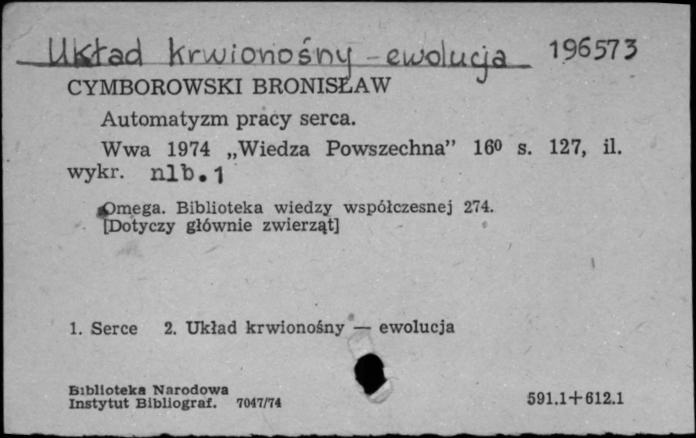 Układ krwionośny - ewolucja 196573
CYMBOROWSKI BRONISŁAW
Automatyzm pracy serca.
Wwa 1974 „Wiedza Powszechna” 16⁰ s. 127, il.
wykr. nlb. 1
Omega. Biblioteka wiedzy współczesnej 274.
[Dotyczy głównie zwierząt]
1. Serce 2. Układ krwionośny — ewolucja
Biblioteka Narodowa
Instytut Bibliograf. 7047/74 591.1+612.1